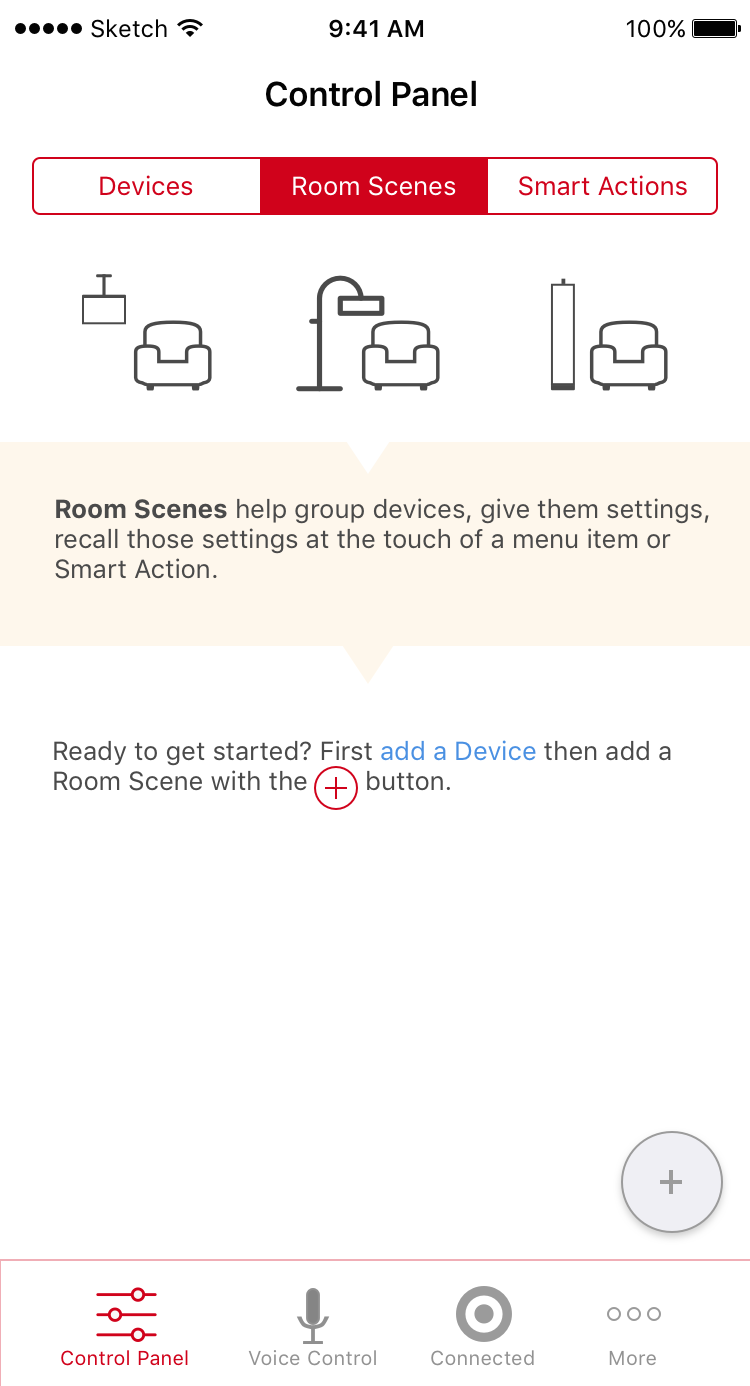 Sketch 9:41 AM 100%
Control Panel
Devices Room Scenes Smart Actions
Room Scenes help group devices, give them settings,
recall those settings at the touch of a menu item or
Smart Action.
Ready to get started? First add a Device then add a
Room Scene with the + button.
+
Control Panel Voice Control Connected More